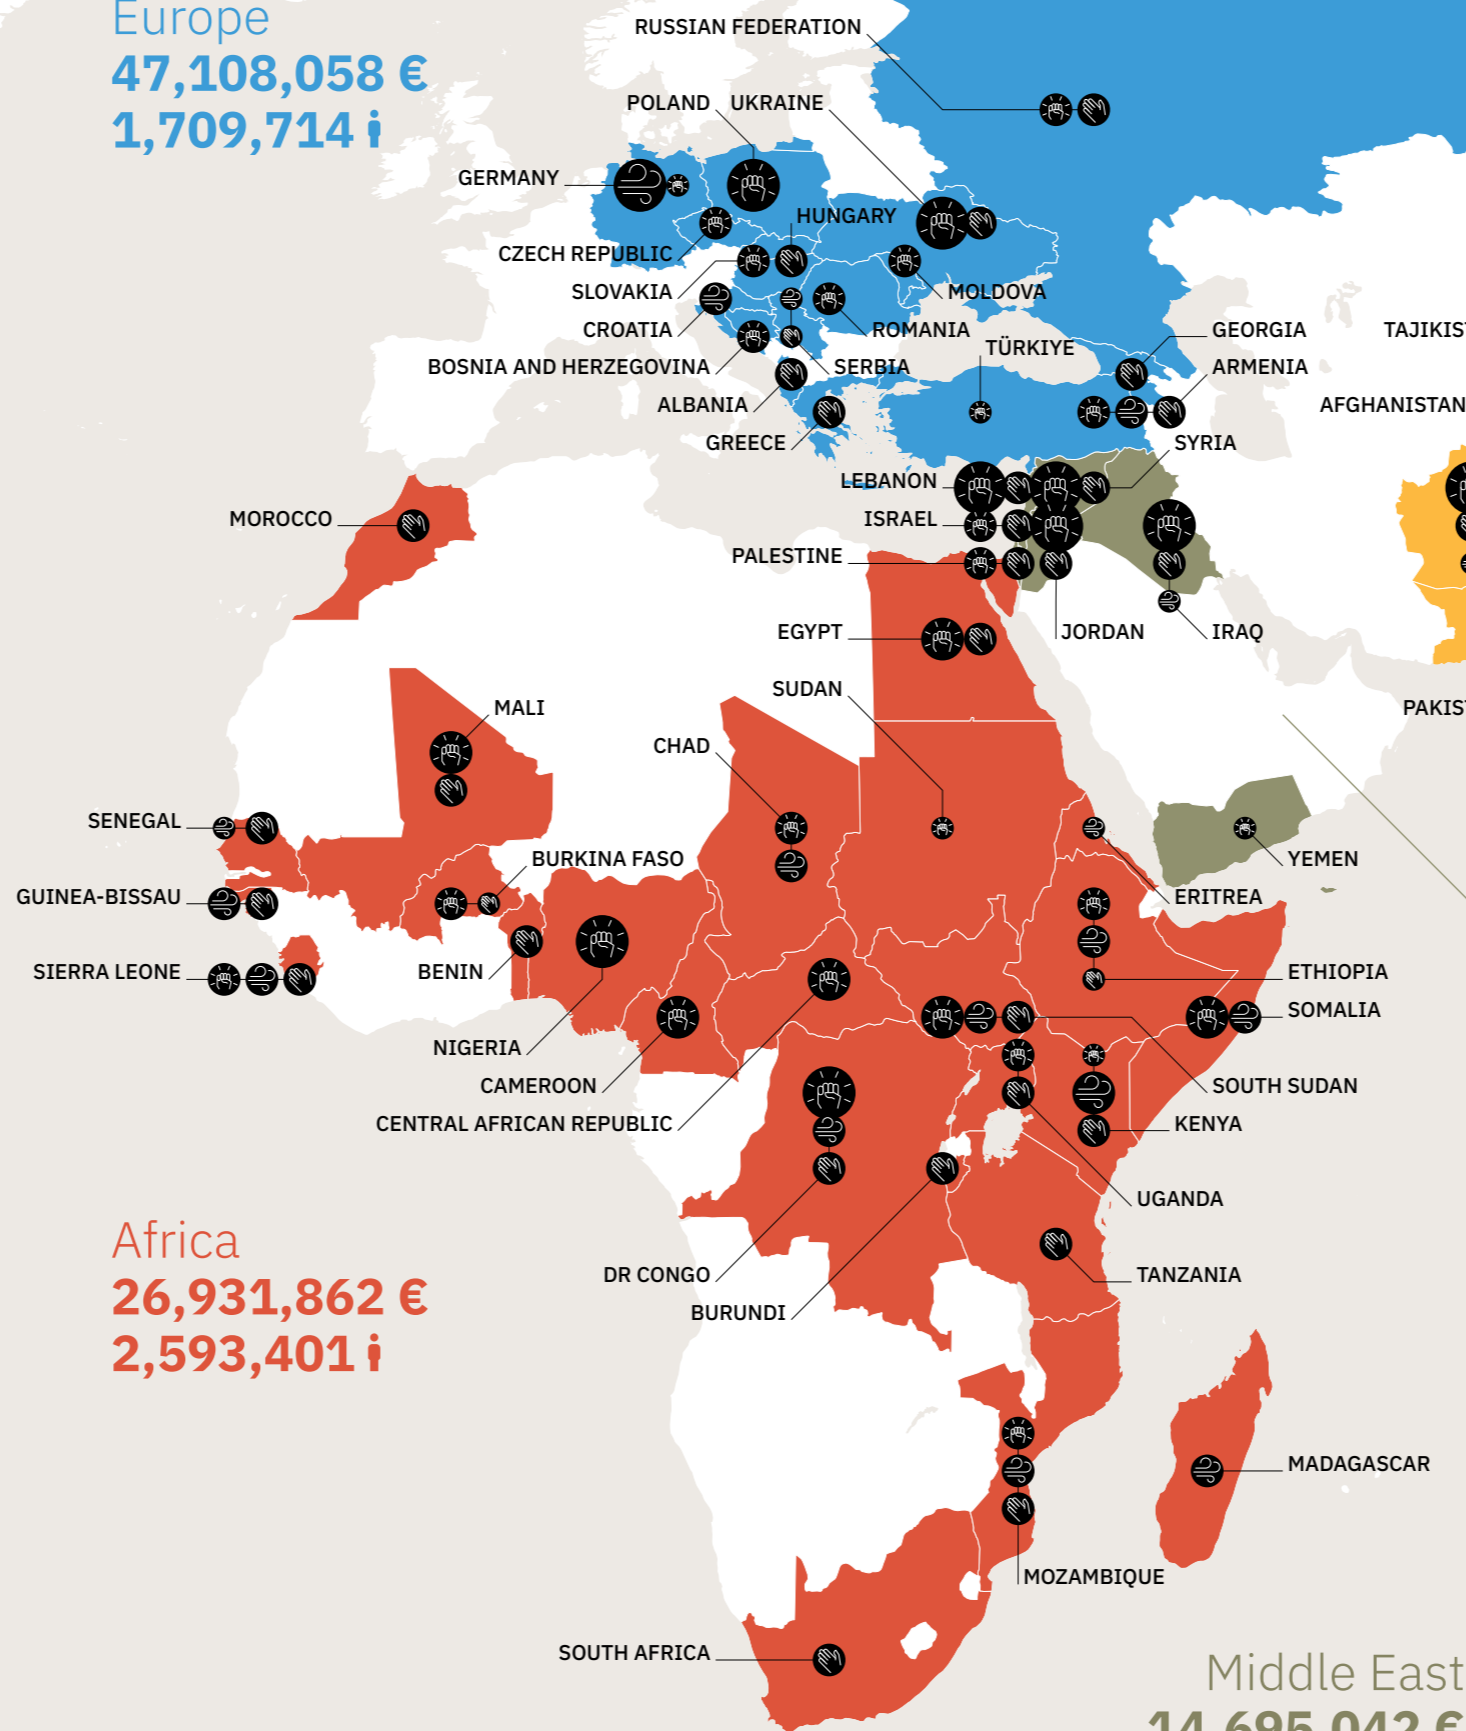 Europe
47,108,058 €
1,709,714
RUSSIAN FEDERATION
POLAND
UKRAINE
GERMANY
HUNGARY
CZECH REPUBLIC
SLOVAKIA
MOLDOVA
CROATIA
ROMANIA
GEORGIA
TÜRKIYE
BOSNIA AND HERZEGOVINA
SERBIA
ARMENIA
ALBANIA
AFGHANISTAN
GREECE
SYRIA
LEBANON
MOROCCO
ISRAEL
PALESTINE
EGYPT
JORDAN
IRAQ
SUDAN
MALI
CHAD
SENEGAL
BURKINA FASO
YEMEN
GUINEA-BISSAU
ERITREA
SIERRA LEONE
BENIN
ETHIOPIA
SOMALIA
NIGERIA
CAMEROON
SOUTH SUDAN
CENTRAL AFRICAN REPUBLIC
KENYA
UGANDA
Africa
26,931,862 €
2,593,401
DR CONGO
TANZANIA
BURUNDI
MADAGASCAR
MOZAMBIQUE
SOUTH AFRICA
Middle East
14,695,042 €